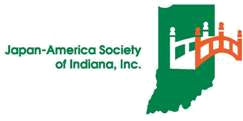 Japan-America Society
of Indiana, Inc.